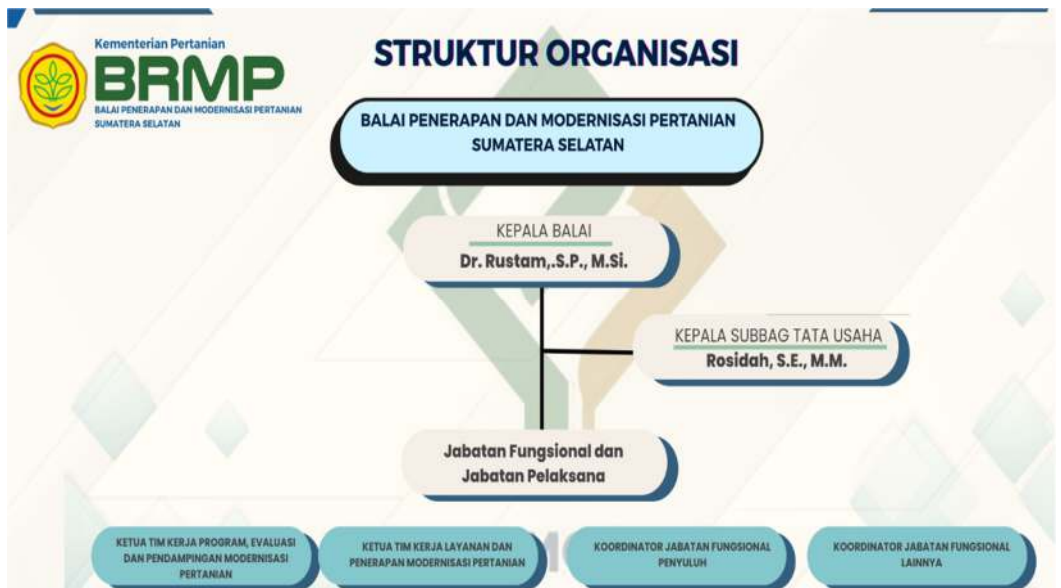 Kementerian Pertanian
BRMP
BALAI PENERAPAN DAN MODERNISASI PERTANIAN
SUMATERA SELATAN
STRUKTUR ORGANISASI
BALAI PENERAPAN DAN MODERNISASI PERTANIAN
SUMATERA SELATAN
KEPALA BALAI
Dr. Rustam,.S.P., M.Si.
KEPALA SUBBAG TATA USAHA
Rosidah, S.E., M.M.
Jabatan Fungsional dan
Jabatan Pelaksana
KETUA TIM KERJA PROGRAM, EVALUASI
DAN PENDAMPINGAN MODERNISASI
PERTANIAN
KETUA TIM KERJA LAYANAN DAN
PENERAPAN MODERNISASI PERTANIAN
KOORDINATOR JABATAN FUNGSIONAL
PENYULUH
KOORDINATOR JABATAN FUNGSIONAL
LAINNYA